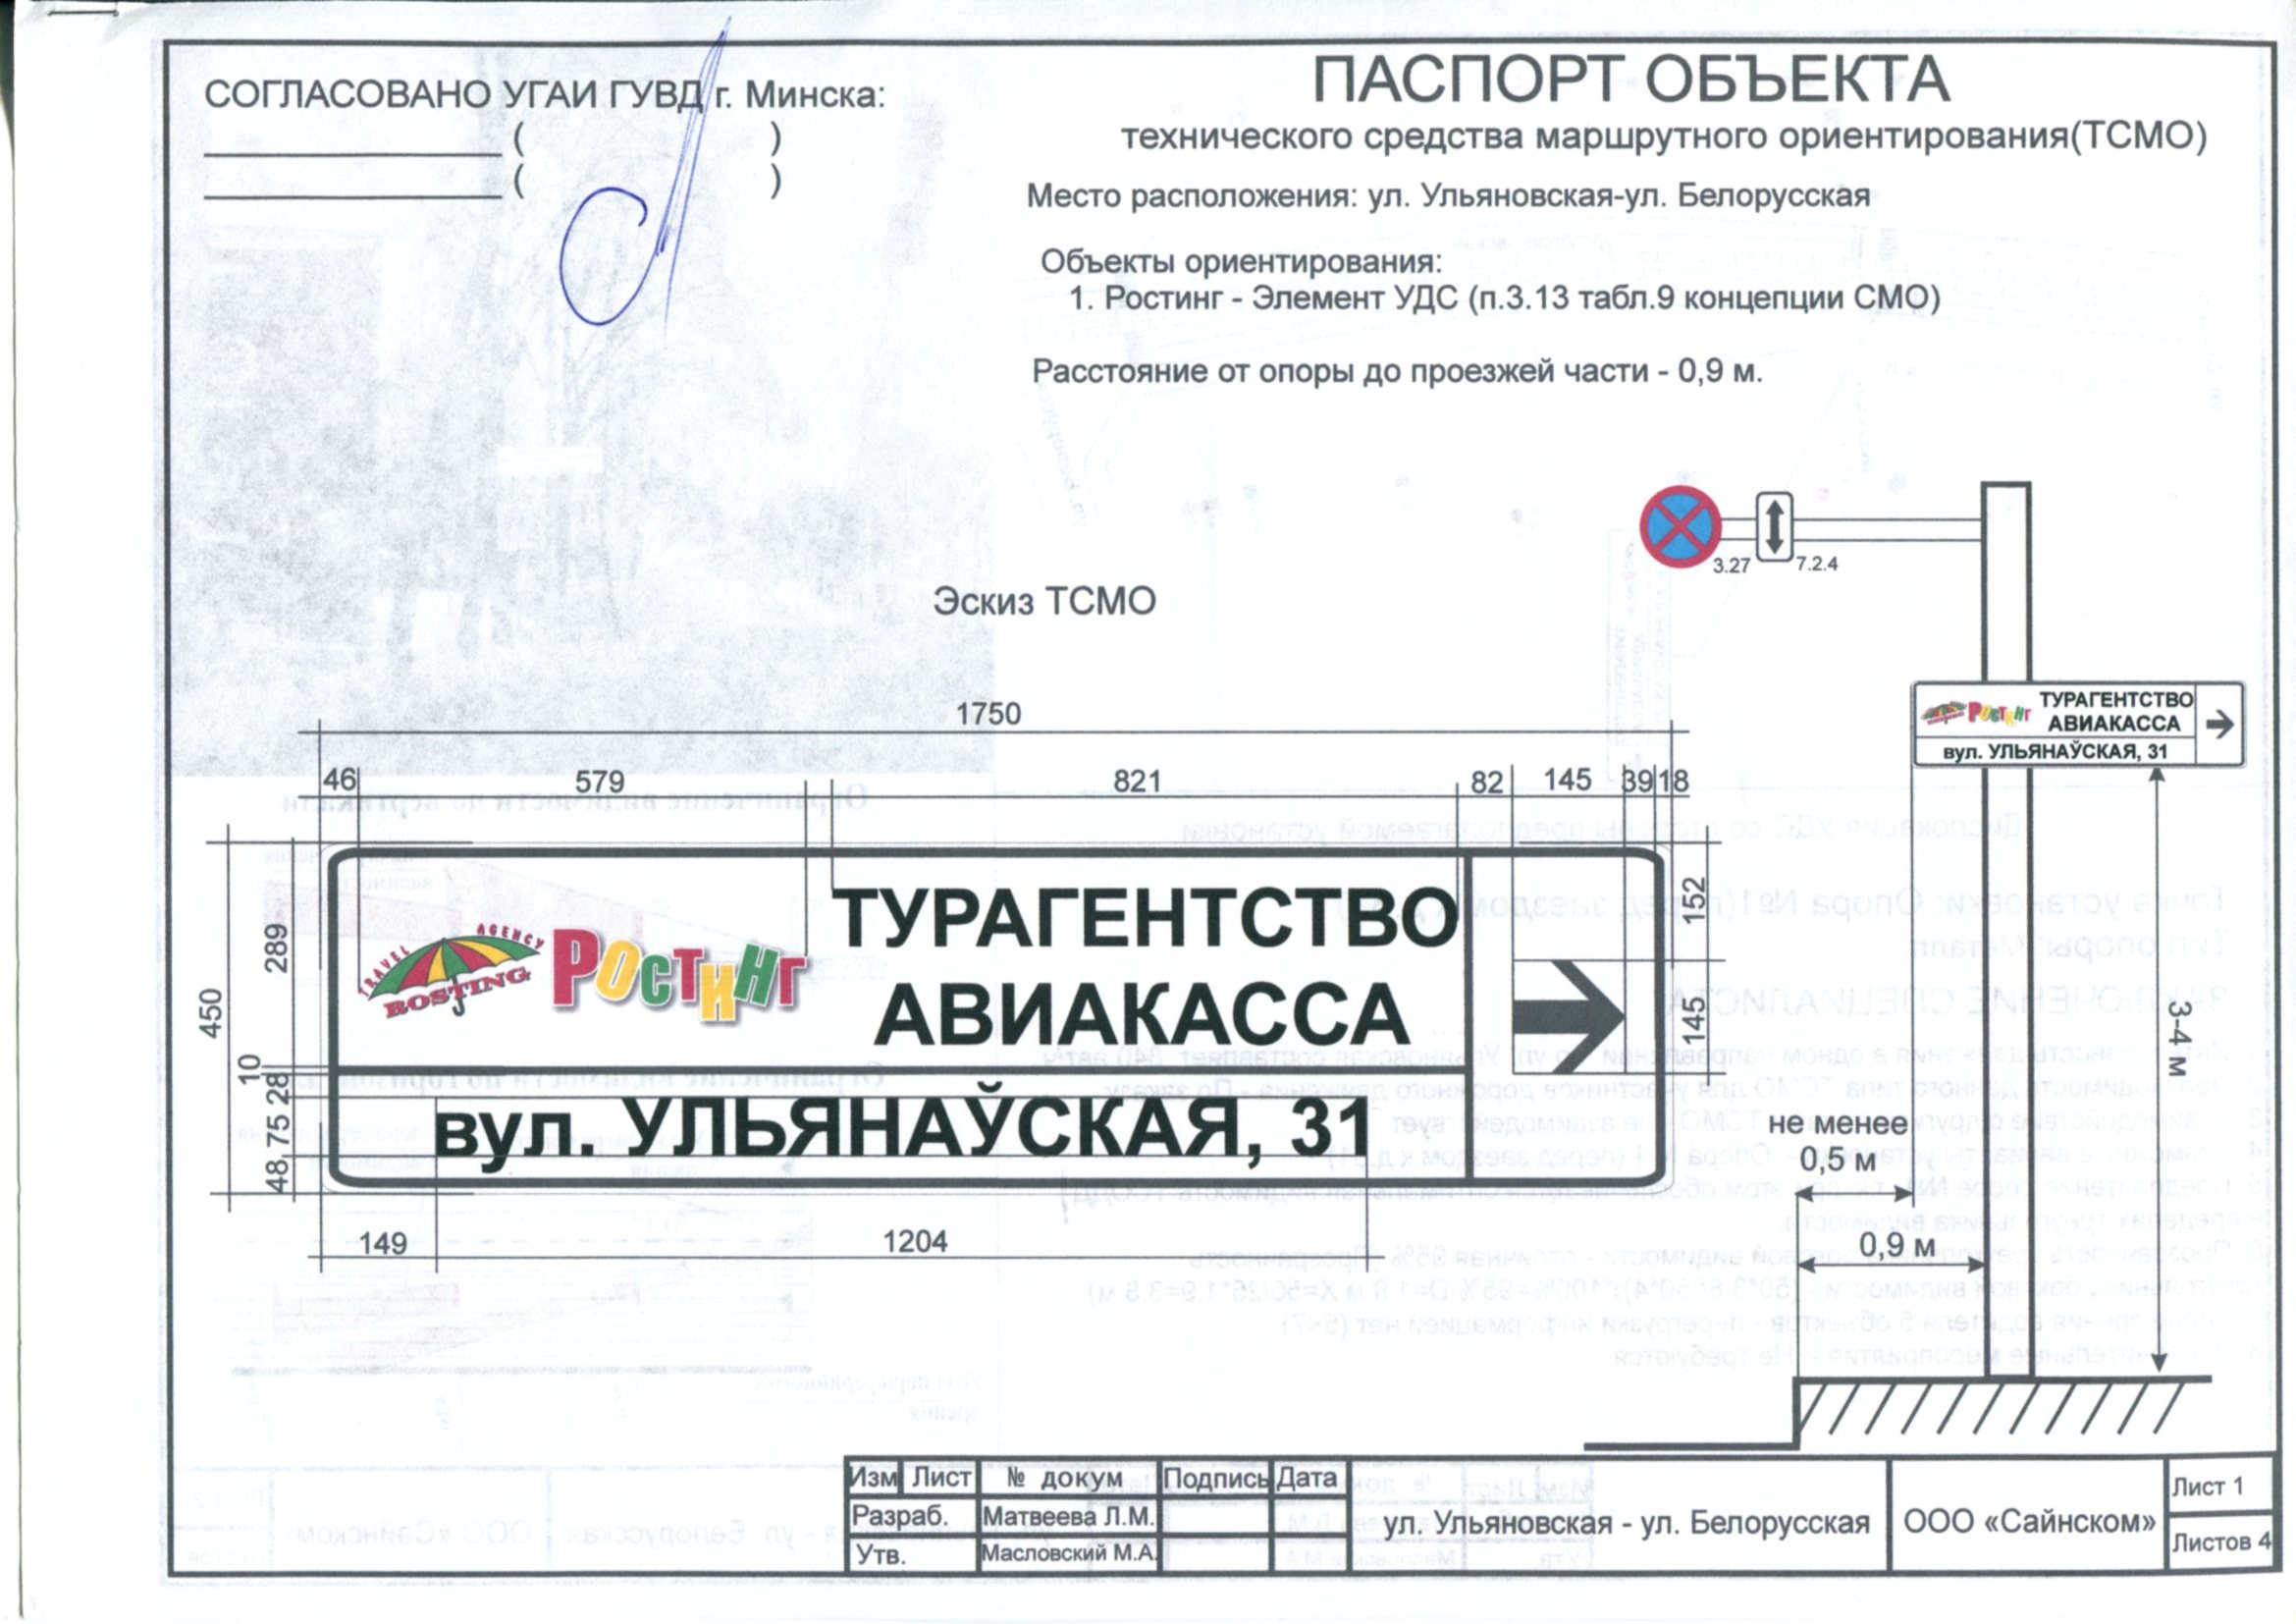 СОГЛАСОВАНО УГАИ ГУВД г. Минска:
( )
( )
ПАСПОРТ ОБЪЕКТА
технического средства маршрутного ориентирования(ТСМО)
Место расположения: ул. Ульяновская-ул. Белорусская
Объекты ориентирования:
1. Ростинг - Элемент УДС (п.3.13 табл.9 концепции СМО)
Расстояние от опоры до проезжей части - 0,9 м.
3.27
7.2.4
Эскиз ТСМО
РОСТИНГ
ТУРАГЕНТСТВО
АВИАКАССА
вул. УЛЬЯНАЎСКАЯ, 31
3-4 м
не менее
0,5 м
0,9 м
1750
46 579 821 82 145 39 18
450
289
10
28
75
48
152
145
TRAVEL AGENCY
ROSTING
РОСТИНГ
ТУРАГЕНТСТВО
АВИАКАССА
вул. УЛЬЯНАЎСКАЯ, 31
149 1204
Изм Лист № докум Подпись Дата
Разраб. Матвеева Л.М.
Утв. Масловский М.А.
ул. Ульяновская - ул. Белорусская
ООО «Сайнском»
Лист 1
Листов 4